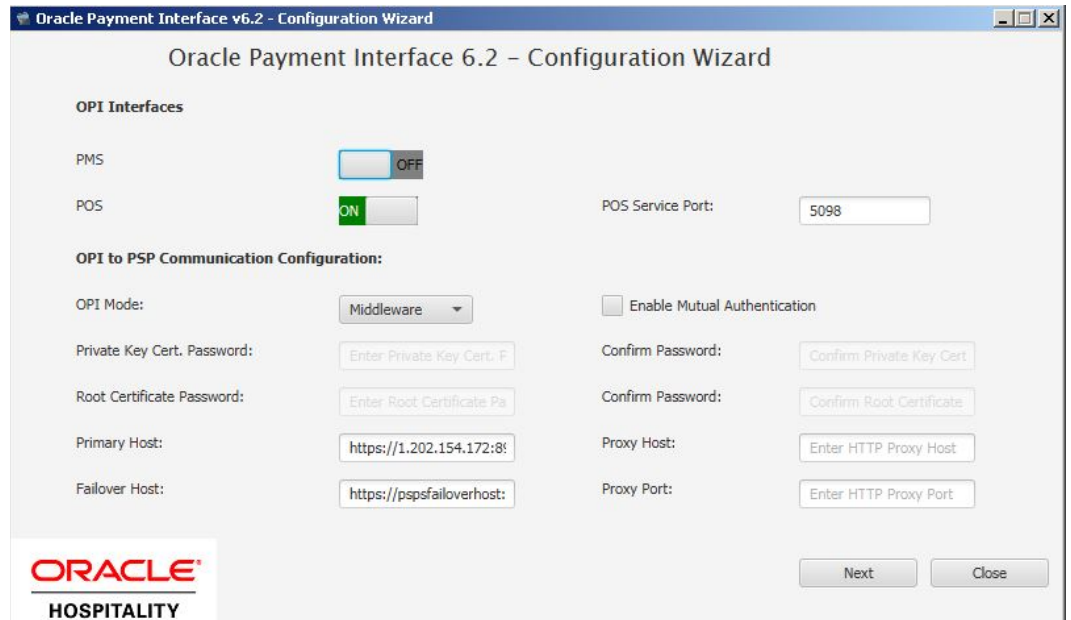 Oracle Payment Interface v6.2 - Configuration Wizard
Oracle Payment Interface 6.2 – Configuration Wizard
OPI Interfaces
PMS OFF
POS ON POS Service Port: 5098
OPI to PSP Communication Configuration:
OPI Mode: Middleware Enable Mutual Authentication
Private Key Cert. Password: Enter Private Key Cert. P Confirm Password: Confirm Private Key Cert
Root Certificate Password: Enter Root Certificate Pa Confirm Password: Confirm Root Certificate
Primary Host: https://1.202.154.172:89 Proxy Host: Enter HTTP Proxy Host
Failover Host: https://pspsfailoverhost: Proxy Port: Enter HTTP Proxy Port
ORACLE®
HOSPITALITY
Next Close